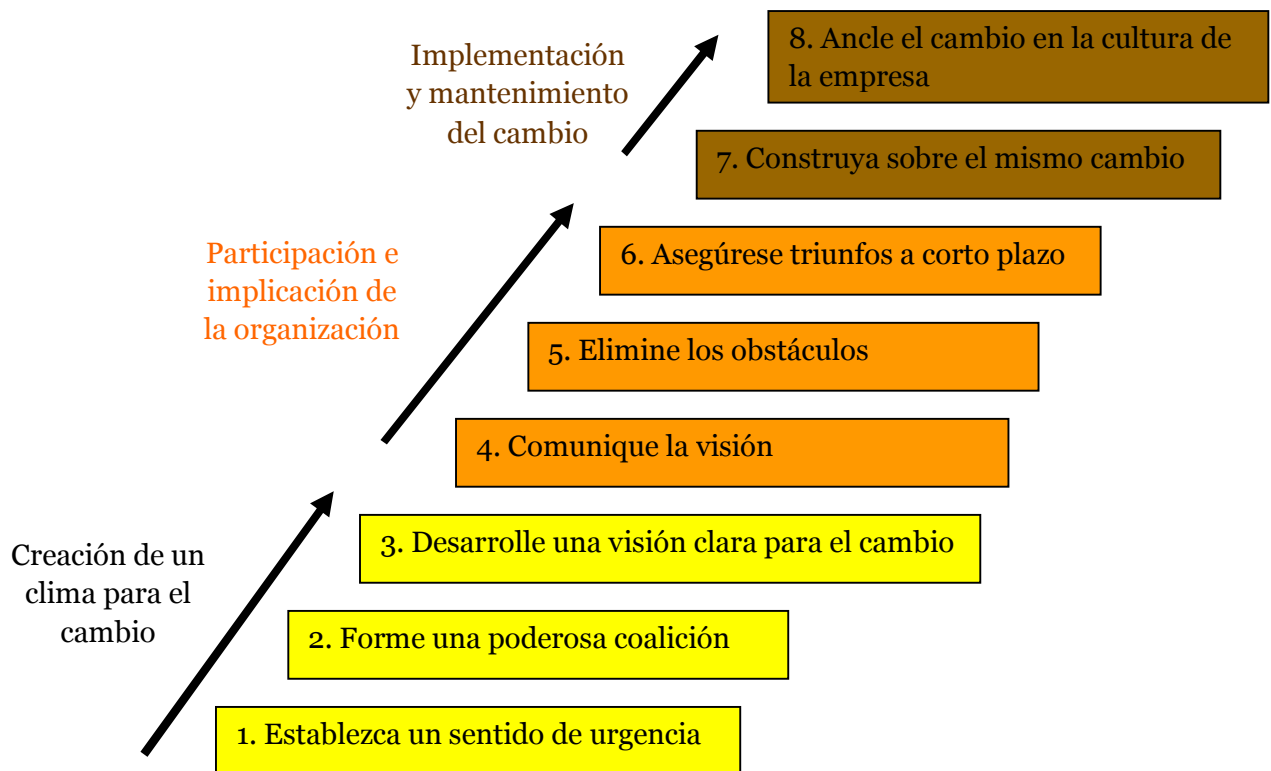 Implementación
y mantenimiento
del cambio
8. Ancle el cambio en la cultura de
la empresa
7. Construya sobre el mismo cambio
Participación e
implicación de
la organización
6. Asegúrese triunfos a corto plazo
5. Elimine los obstáculos
4. Comunique la visión
Creación de un
clima para el
cambio
3. Desarrolle una visión clara para el cambio
2. Forme una poderosa coalición
1. Establezca un sentido de urgencia